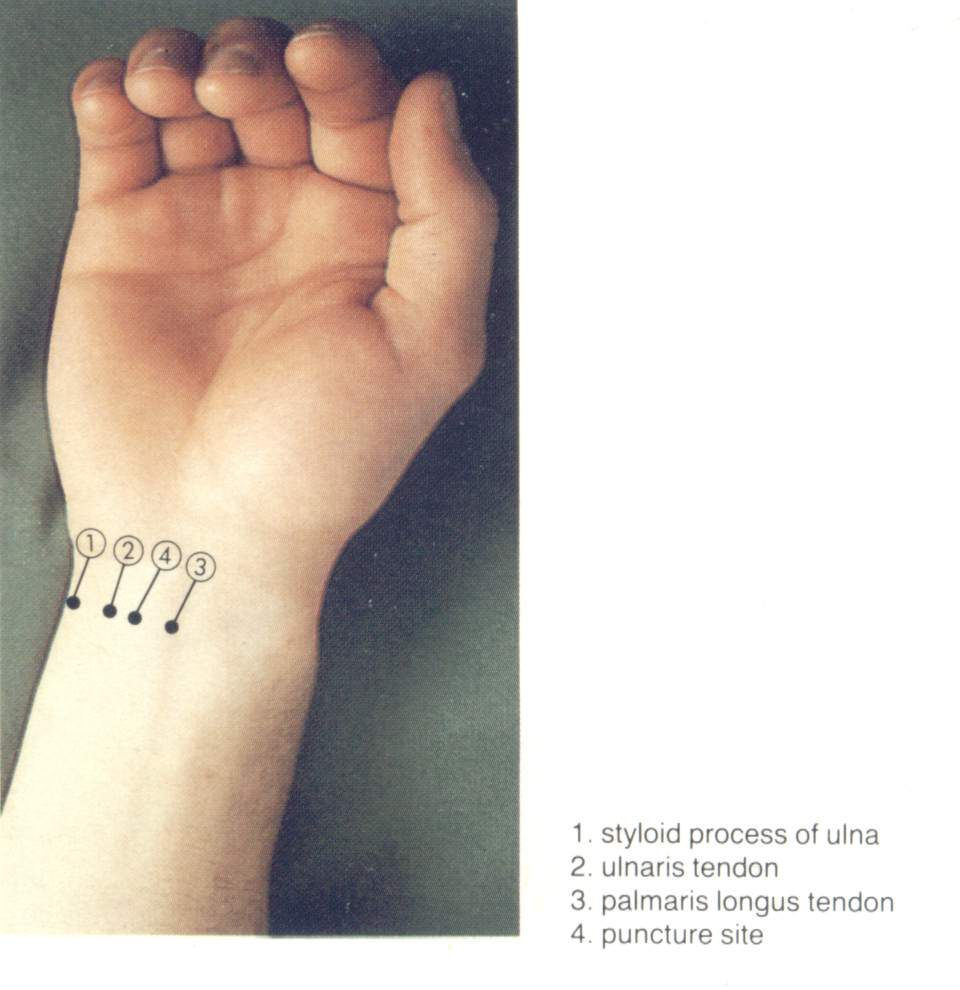 1 2 4 3
1. styloid process of ulna
2. ulnaris tendon
3. palmaris longus tendon
4. puncture site